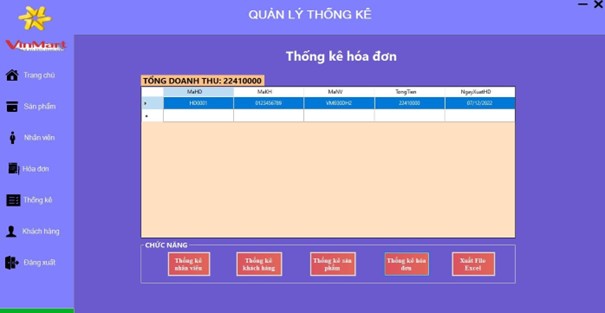 QUẢN LÝ THỐNG KÊ
VinMart
Trang chủ
Sản phẩm
Nhân viên
Hóa đơn
Thống kê
Khách hàng
Đăng xuất
Thống kê hóa đơn
TỔNG DOANH THU: 22410000
MaHD MaKH MaNV TongTien NgayXuatHD
HD0001 0123456789 22410000 07/12/2022
CHỨC NĂNG
Thống kê nhân viên
Thống kê khách hàng
Thống kê sản phẩm
Thống kê hóa đơn
Xuất File Excel